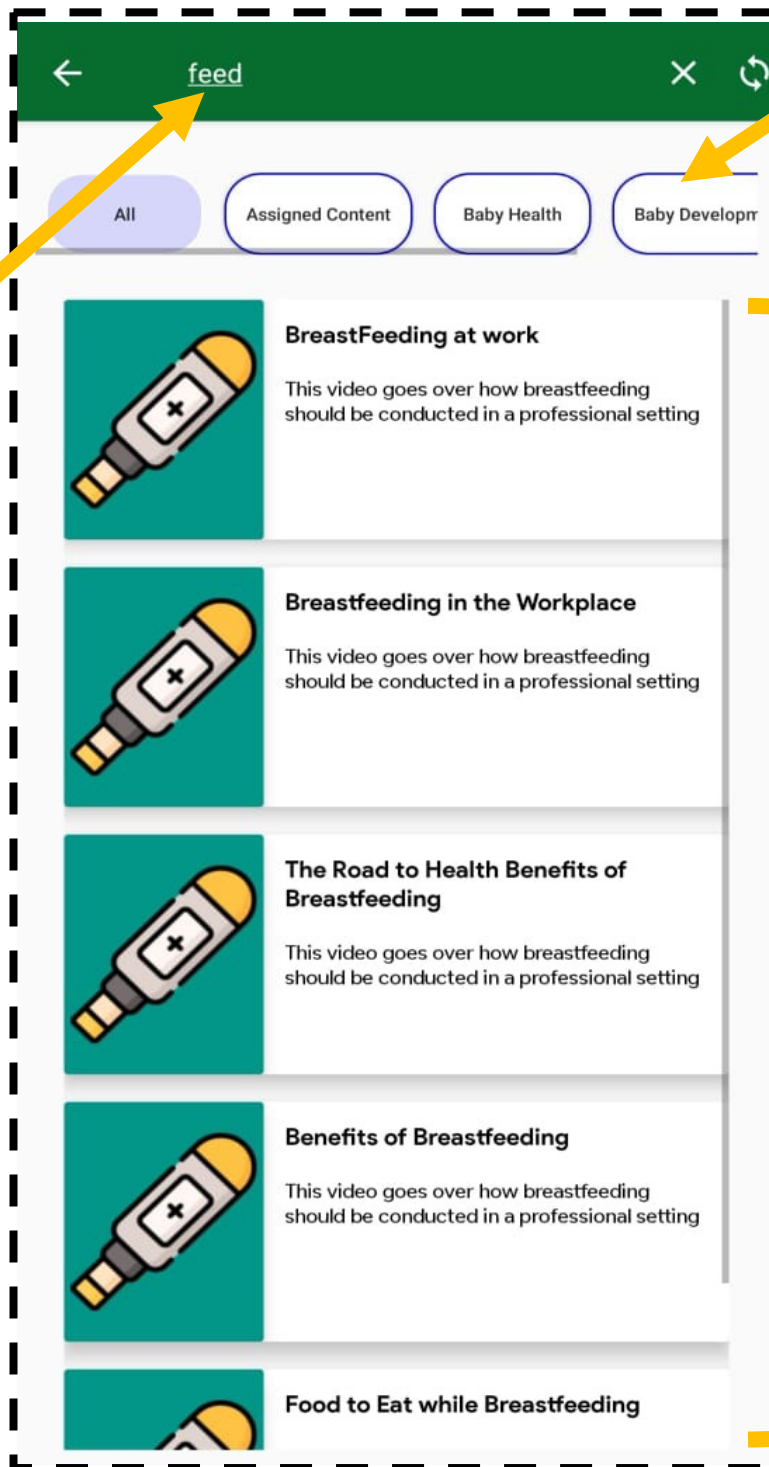 feed
All Assigned Content Baby Health Baby Developm
BreastFeeding at work
This video goes over how breastfeeding
should be conducted in a professional setting
Breastfeeding in the Workplace
This video goes over how breastfeeding
should be conducted in a professional setting
The Road to Health Benefits of
Breastfeeding
This video goes over how breastfeeding
should be conducted in a professional setting
Benefits of Breastfeeding
This video goes over how breastfeeding
should be conducted in a professional setting
Food to Eat while Breastfeeding